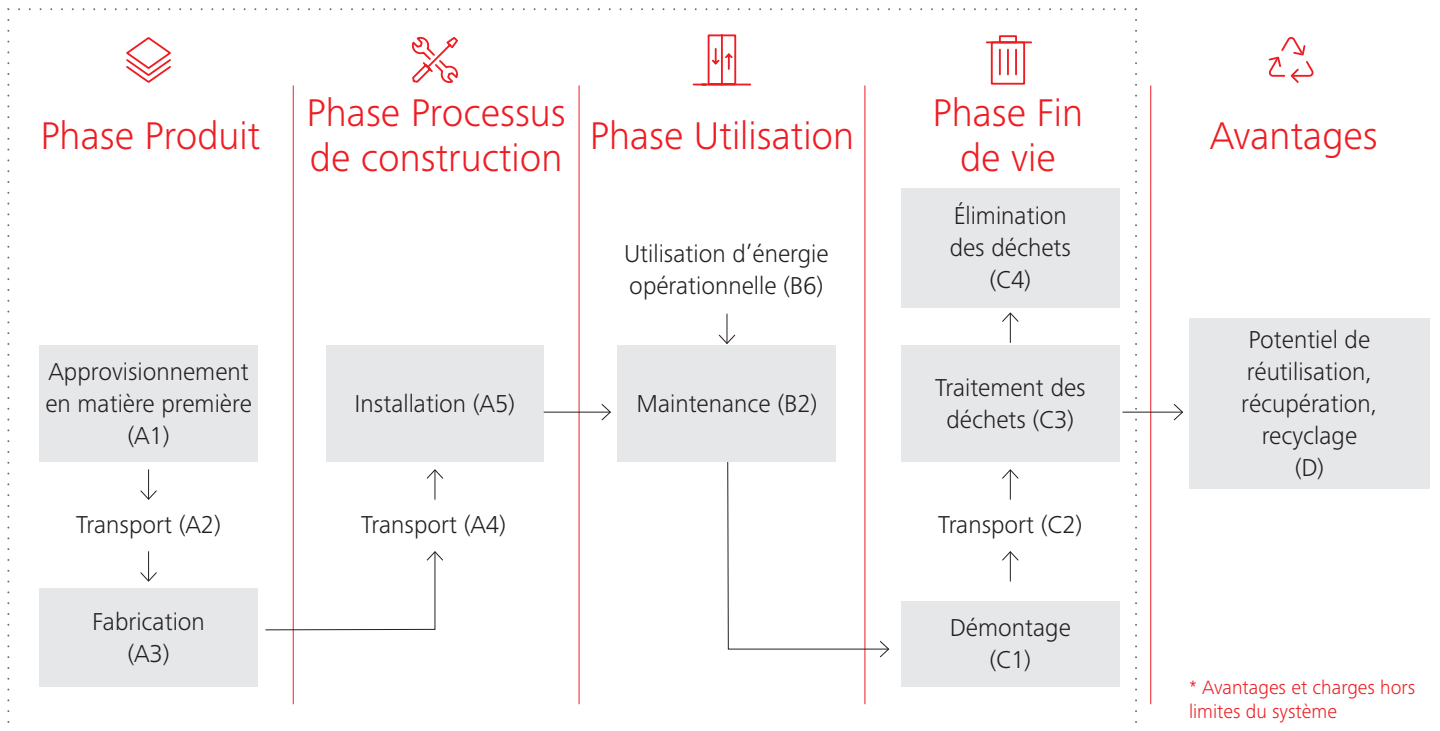 Phase Produit
Approvisionnement
en matière première
(A1)
Transport (A2)
Fabrication
(A3)
Phase Processus
de construction
Installation (A5)
Transport (A4)
Phase Utilisation
Utilisation d’énergie
opérationnelle (B6)
Maintenance (B2)
Phase Fin
de vie
Élimination
des déchets
(C4)
Traitement des
déchets (C3)
Transport (C2)
Démontage
(C1)
Avantages
Potentiel de
réutilisation,
récupération,
recyclage
(D)
* Avantages et charges hors
limites du système